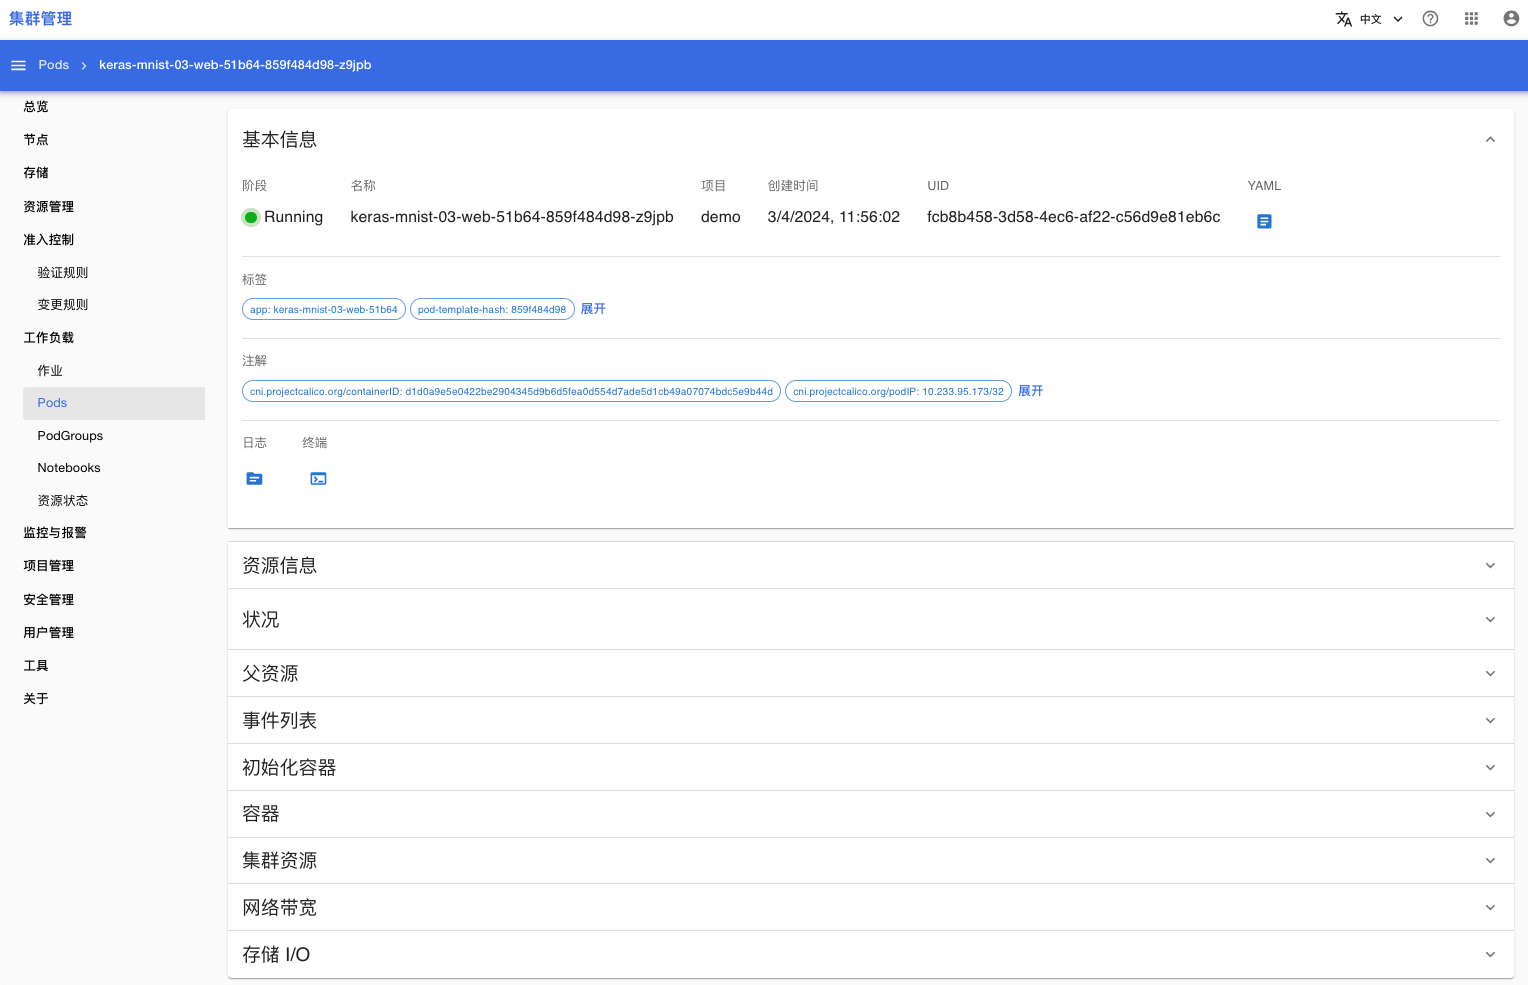 集群管理
中文
Pods
keras-mnist-03-web-51b64-859f484d98-z9jpb
总览
节点
存储
资源管理
准入控制
验证规则
变更规则
工作负载
作业
Pods
PodGroups
Notebooks
资源状态
监控与报警
项目管理
安全管理
用户管理
工具
关于
基本信息
阶段 名称 项目 创建时间 UID YAML
Running keras-mnist-03-web-51b64-859f484d98-z9jpb demo 3/4/2024, 11:56:02 fcb8b458-3d58-4ec6-af22-c56d9e81eb6c
标签
app: keras-mnist-03-web-51b64 pod-template-hash: 859f484d98 展开
注解
cni.projectcalico.org/containerID: d1d0a9e5e0422be2904345d9b6d5fea0d554d7ade5d1cb49a07074bdc5e9b44d cni.projectcalico.org/podIP: 10.233.95.173/32 展开
日志 终端
资源信息
状况
父资源
事件列表
初始化容器
容器
集群资源
网络带宽
存储 I/O